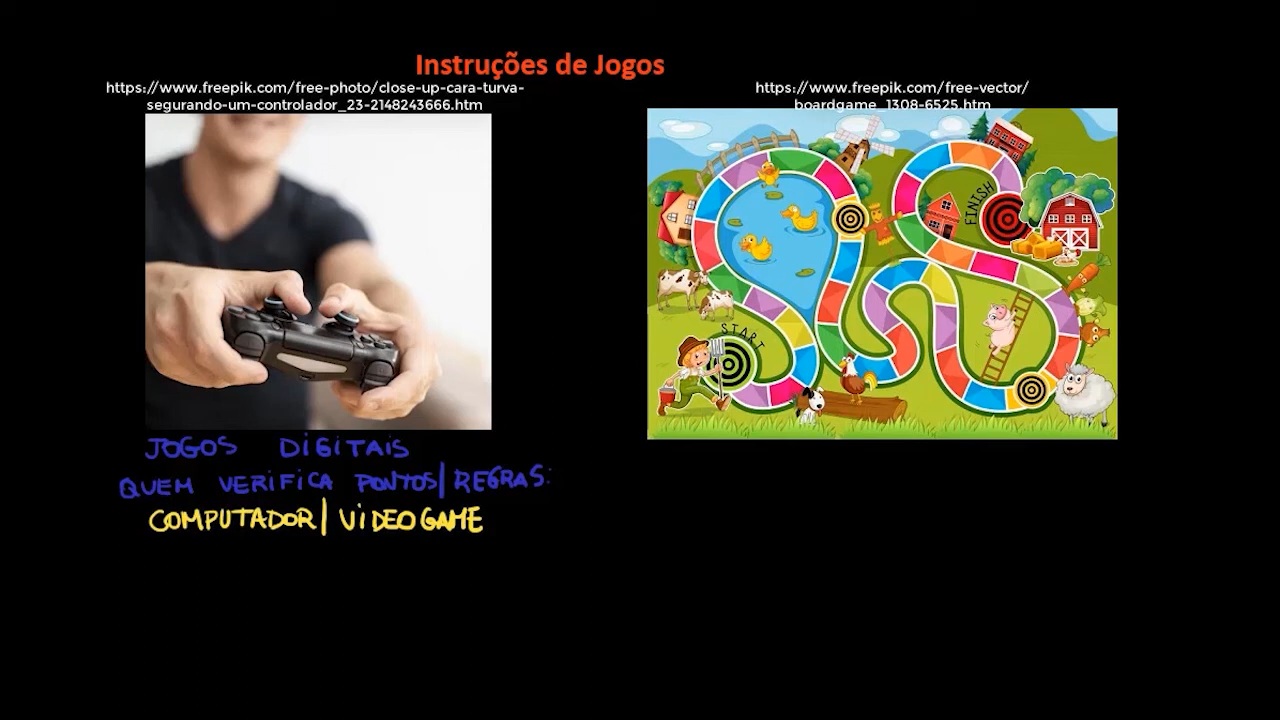 Instruções de Jogos
https://www.freepik.com/free-photo/close-up-cara-turva-
segurando-um-controlador_23-2148243666.htm
https://www.freepik.com/free-vector/
boardgame_1308-6525.htm
FINISH
START
JOGOS DIGITAIS
QUEM VERIFICA PONTOS/REGRAS:
COMPUTADOR/VIDEOGAME